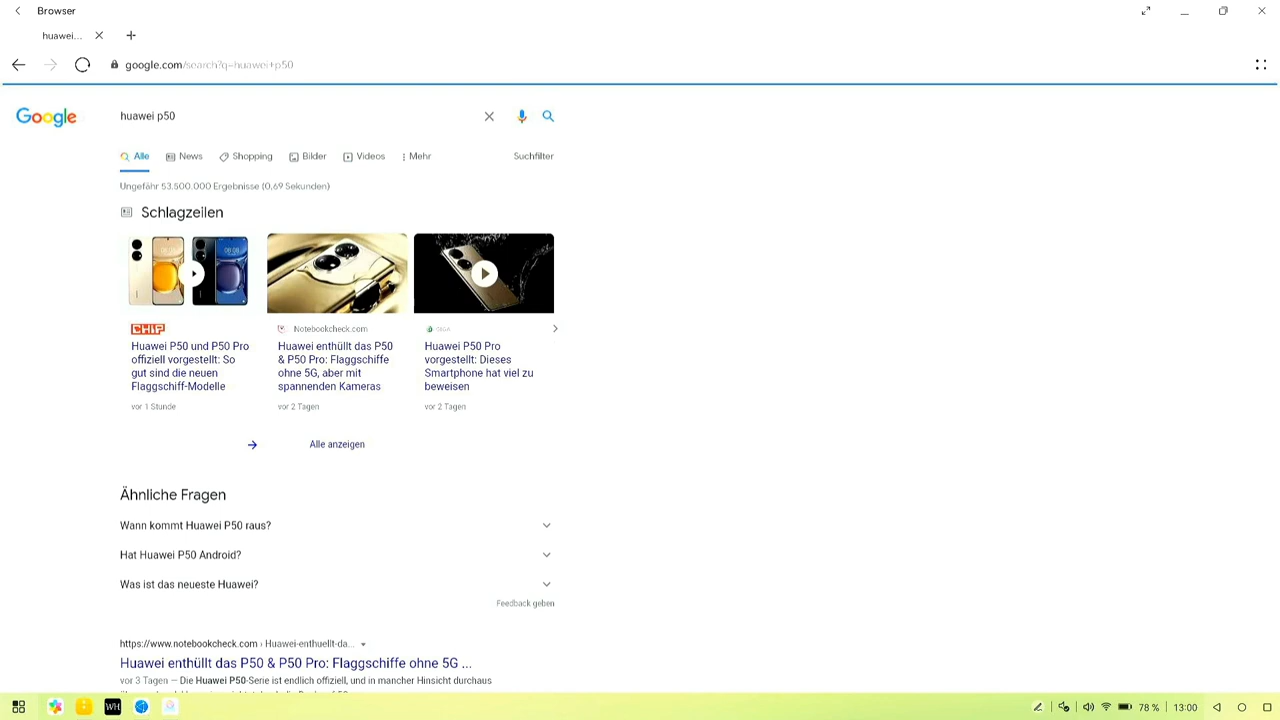 Browser
huawei...
google.com/search?q=huawei+p50
Google
huawei p50
Alle
News
Shopping
Bilder
Videos
Mehr
Suchfilter
Ungefähr 53.500.000 Ergebnisse (0,69 Sekunden)
Schlagzeilen
CHIP
Huawei P50 und P50 Pro
offiziell vorgestellt: So
gut sind die neuen
Flaggschiff-Modelle
vor 1 Stunde
Notebookcheck.com
Huawei enthüllt das P50
& P50 Pro: Flaggschiffe
ohne 5G, aber mit
spannenden Kameras
vor 2 Tagen
GIGA
Huawei P50 Pro
vorgestellt: Dieses
Smartphone hat viel zu
beweisen
vor 2 Tagen
Alle anzeigen
Ähnliche Fragen
Wann kommt Huawei P50 raus?
Hat Huawei P50 Android?
Was ist das neueste Huawei?
Feedback geben
https://www.notebookcheck.com › Huawei-enthuellt-da...
Huawei enthüllt das P50 & P50 Pro: Flaggschiffe ohne 5G ...
vor 3 Tagen — Die Huawei P50-Serie ist endlich offiziell, und in mancher Hinsicht durchaus
WH
78 %
13:00